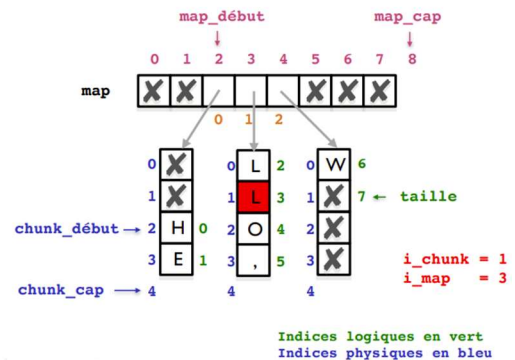 map_début map_cap
0 1 2 3 4 5 6 7 8
map
0 1 2
0 0 L 2 0 W 6
1 1 L 3 1 7 ← taille
chunk_début → 2 H 0 2 O 4 2
3 E 1 3 , 5 3
i_chunk = 1
i_map = 3
chunk_cap → 4 4 4
Indices logiques en vert
Indices physiques en bleu